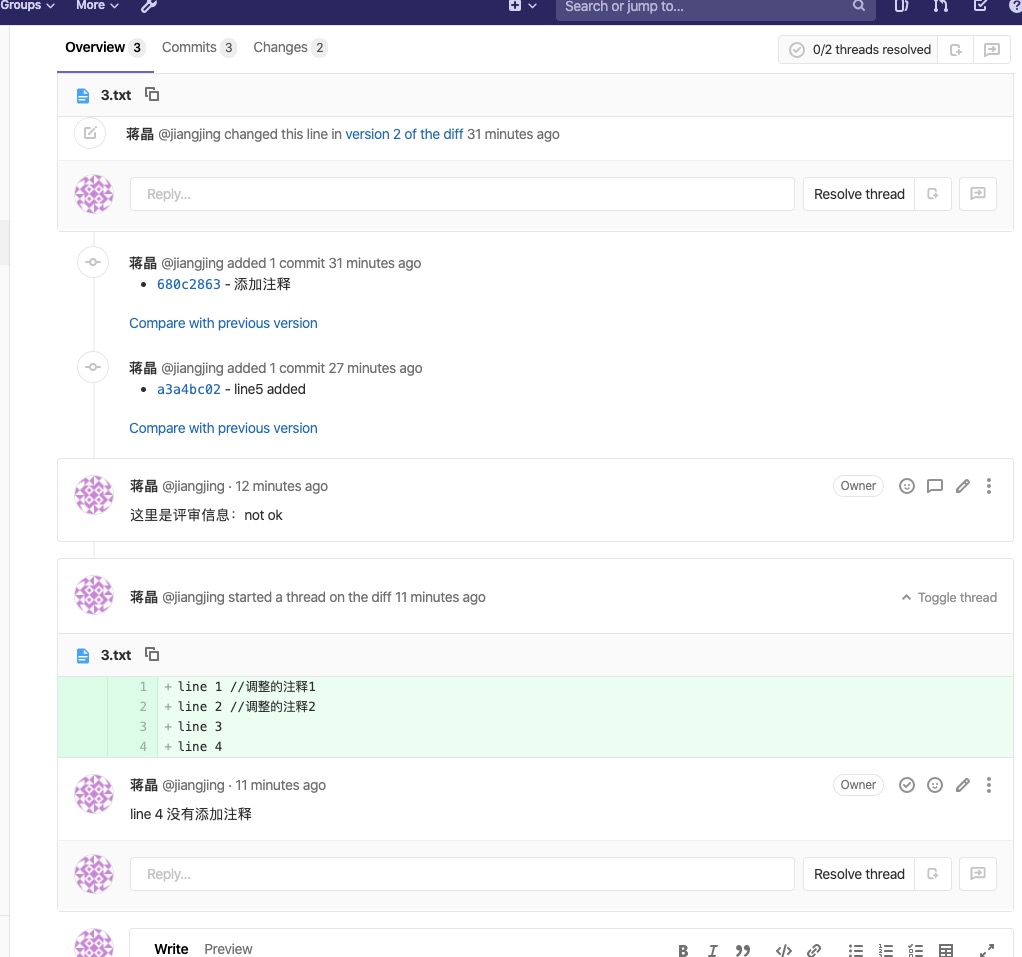 Groups More Search or jump to...
Overview 3 Commits 3 Changes 2 0/2 threads resolved
3.txt
蒋晶 @jiangjing changed this line in version 2 of the diff 31 minutes ago
Reply... Resolve thread
蒋晶 @jiangjing added 1 commit 31 minutes ago
680c2863 - 添加注释
Compare with previous version
蒋晶 @jiangjing added 1 commit 27 minutes ago
a3a4bc02 - line5 added
Compare with previous version
蒋晶 @jiangjing · 12 minutes ago Owner
这里是评审信息：not ok
蒋晶 @jiangjing started a thread on the diff 11 minutes ago Toggle thread
3.txt
1 + line 1 //调整的注释1
2 + line 2 //调整的注释2
3 + line 3
4 + line 4
蒋晶 @jiangjing · 11 minutes ago Owner
line 4 没有添加注释
Reply... Resolve thread
Write Preview